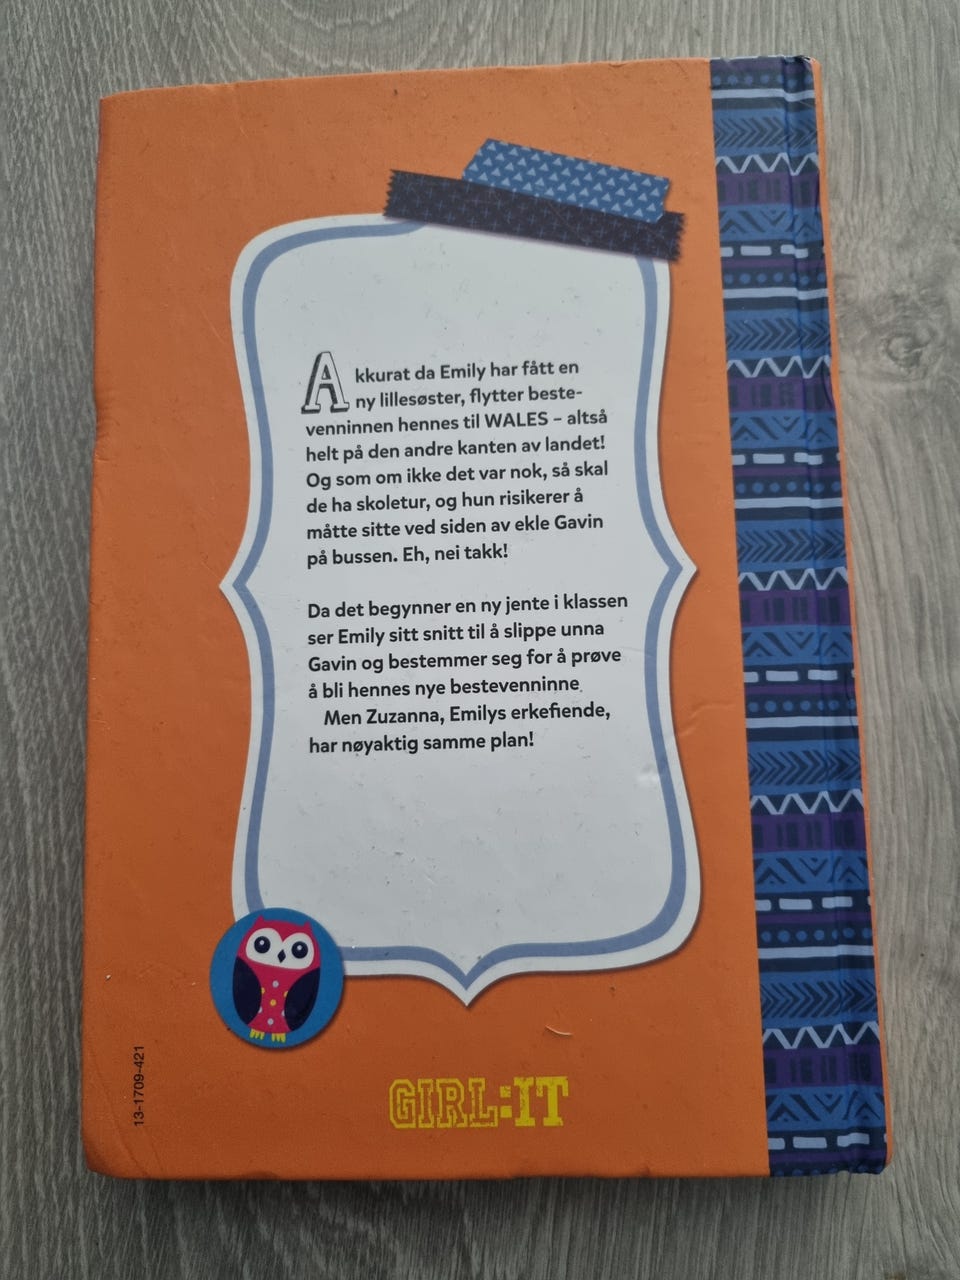 Akkurat da Emily har fått en
ny lillesøster, flytter beste-
venninnen hennes til WALES – altså
helt på den andre kanten av landet!
Og som om ikke det var nok, så skal
de ha skoletur, og hun risikerer å
måtte sitte ved siden av ekle Gavin
på bussen. Eh, nei takk!
Da det begynner en ny jente i klassen
ser Emily sitt snitt til å slippe unna
Gavin og bestemmer seg for å prøve
å bli hennes nye bestevenninne.
Men Zuzanna, Emilys erkefiende,
har nøyaktig samme plan!
13-1709-421
GIRL:IT